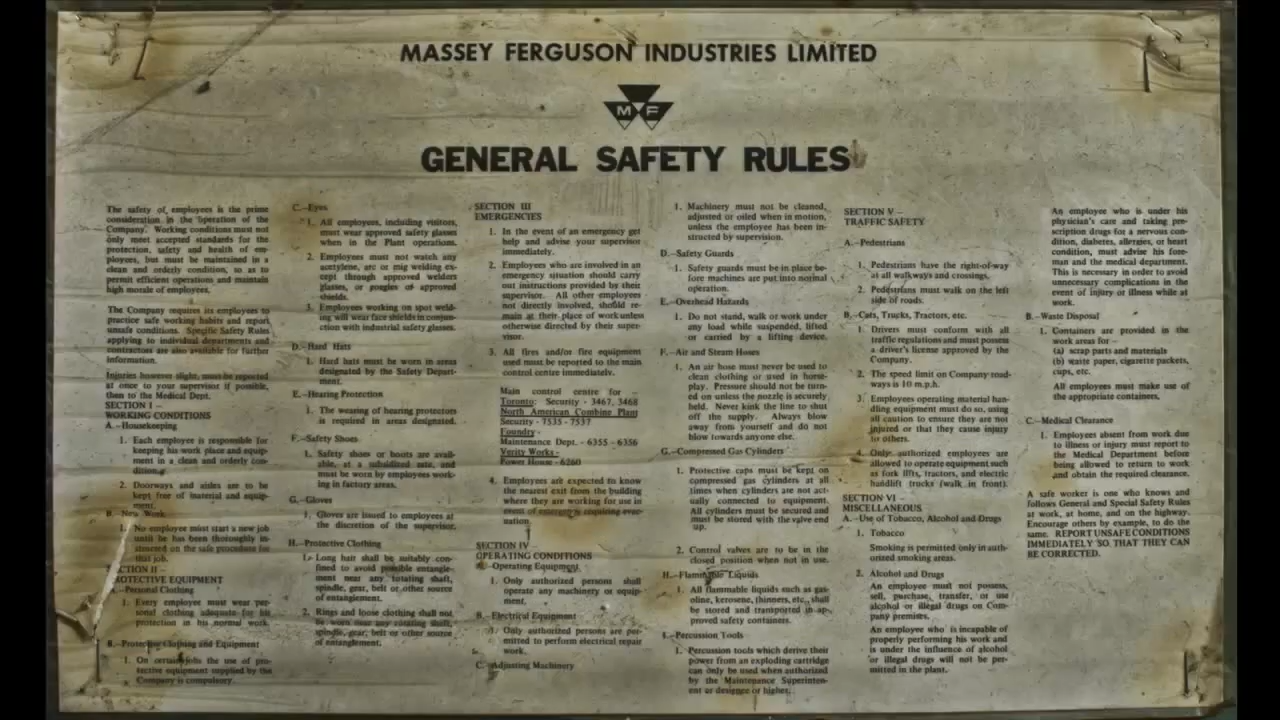 MASSEY FERGUSON INDUSTRIES LIMITED
M F
GENERAL SAFETY RULES
The safety of employees is the prime
consideration in the operation of the
Company. Working conditions must not
only meet accepted standards for the
protection, safety and health of em-
ployees, but must be maintained in a
clean and orderly condition, so as to
permit efficient operations and maintain
high morale of employees.
The Company requires its employees to
practice safe working habits and report
unsafe conditions. Specific Safety Rules
applying to individual departments and
contractors are also available for further
information.
Injuries however slight, must be reported
at once to your supervisor if possible,
then to the Medical Dept.
SECTION I -
WORKING CONDITIONS
A.-Housekeeping
1. Each employee is responsible for
keeping his work place and equip-
ment in a clean and orderly con-
dition.
2. Doorways and aisles are to be
kept free of material and equip-
ment.
B.- New Work
1. No employee must start a new job
until he has been thoroughly in-
structed on the safe procedure for
that job.
SECTION II -
PROTECTIVE EQUIPMENT
A.-Personal Clothing
1. Every employee must wear per-
sonal clothing adequate for his
protection in his normal work.
B.-Protective Clothing and Equipment
1. On certain jobs the use of pro-
tective equipment supplied by the
Company is compulsory.
C.-Eyes
1. All employees, including visitors,
must wear approved safety glasses
when in the Plant operations.
2. Employees must not watch any
acetylene, arc or mig welding ex-
cept through approved welders
glasses, or googles or approved
shields.
3. Employees working on spot weld-
ing will wear face shields in conjun-
ction with industrial safety glasses.
D.-Hard Hats
1. Hard hats must be worn in areas
designated by the Safety Depart-
ment.
E.-Hearing Protection
1. The wearing of hearing protectors
is required in areas designated.
F.-Safety Shoes
1. Safety shoes or boots are avail-
able, at a subsidized rate, and
must be worn by employees work-
ing in factory areas.
G.-Gloves
1. Gloves are issued to employees at
the discretion of the supervisor.
H.-Protective Clothing
1. Long hair shall be suitably con-
fined to avoid possible entangle-
ment near any rotating shaft,
spindle, gear, belt or other source
of entanglement.
2. Rings and loose clothing shall not
be worn near any rotating shaft,
spindle, gear, belt or other source
of entanglement.
SECTION III
EMERGENCIES
1. In the event of an emergency get
help and advise your supervisor
immediately.
2. Employees who are involved in an
emergency situation should carry
out instructions provided by their
supervisor. All other employees
not directly involved, should re-
main at their place of work unless
otherwise directed by their super-
visor.
3. All fires and/or fire equipment
used must be reported to the main
control centre immediately.
Main control centre for -
Toronto: Security - 3467, 3468
North American Combine Plant
Security - 7535 - 7537
Foundry -
Maintenance Dept. - 6355 - 6356
Verity Works -
Power House - 6260
4. Employees are expected to know
the nearest exit from the building
where they are working for use in
event of emergency requiring evac-
uation.
SECTION IV -
OPERATING CONDITIONS
A.-Operating Equipment
1. Only authorized persons shall
operate any machinery or equip-
ment.
B.-Electrical Equipment
1. Only authorized persons are per-
mitted to perform electrical repair
work.
C.-Adjusting Machinery
1. Machinery must not be cleaned,
adjusted or oiled when in motion,
unless the employee has been in-
structed by supervision.
D.-Safety Guards
1. Safety guards must be in place be-
fore machines are put into normal
operation.
E.-Overhead Hazards
1. Do not stand, walk or work under
any load while suspended, lifted
or carried by a lifting device.
F.-Air and Steam Hoses
1. An air hose must never be used to
clean clothing or used in horse-
play. Pressure should not be turn-
ed on unless the nozzle is securely
held. Never kink the line to shut
off the supply. Always blow
away from yourself and do not
blow towards anyone else.
G.-Compressed Gas Cylinders
1. Protective caps must be kept on
compressed gas cylinders at all
times when cylinders are not act-
ually connected to equipment.
All cylinders must be secured and
must be stored with the valve end
up.
2. Control valves are to be in the
closed position when not in use.
H.-Flammable Liquids
1. All flammable liquids such as gas-
oline, kerosene, thinners, etc., shall
be stored and transported in ap-
proved safety containers.
I.-Percussion Tools
1. Percussion tools which derive their
power from an exploding cartridge
can only be used when authorized
by the Maintenance Superinten-
ent or designee or higher.
SECTION V -
TRAFFIC SAFETY
A.-Pedestrians
1. Pedestrians have the right-of-way
at all walkways and crossings.
2. Pedestrians must walk on the left
side of roads.
B.-Cars, Trucks, Tractors, etc.
1. Drivers must conform with all
traffic regulations and must possess
a driver's license approved by the
Company.
2. The speed limit on Company road-
ways is 10 m.p.h.
3. Employees operating material han-
dling equipment must do so, using
all caution to ensure they are not
injured or that they cause injury
to others.
4. Only authorized employees are
allowed to operate equipment such
as fork lifts, tractors, and electric
handlift trucks (walk in front).
SECTION VI -
MISCELLANEOUS
A.-Use of Tobacco, Alcohol and Drugs
1. Tobacco
Smoking is permitted only in auth-
orized smoking areas.
2. Alcohol and Drugs
An employee must not possess,
sell, purchase, transfer, or use
alcohol or illegal drugs on Com-
pany premises.
An employee who is incapable of
properly performing his work and
is under the influence of alcohol
or illegal drugs will not be per-
mitted in the plant.
An employee who is under his
physician's care and taking pre-
scription drugs for a nervous con-
dition, diabetes, allergies, or heart
condition, must advise his fore-
man and the medical department.
This is necessary in order to avoid
unnecessary complications in the
event of injury or illness while at
work.
B.-Waste Disposal
1. Containers are provided in the
work areas for -
(a) scrap parts and materials
(b) waste paper, cigarette packets,
cups, etc.
All employees must make use of
the appropriate containers.
C.-Medical Clearance
1. Employees absent from work due
to illness or injury must report to
the Medical Department before
being allowed to return to work
and obtain the required clearance.
A safe worker is one who knows and
follows General and Special Safety Rules
at work, at home, and on the highway.
Encourage others by example, to do the
same. REPORT UNSAFE CONDITIONS
IMMEDIATELY SO THAT THEY CAN
BE CORRECTED.